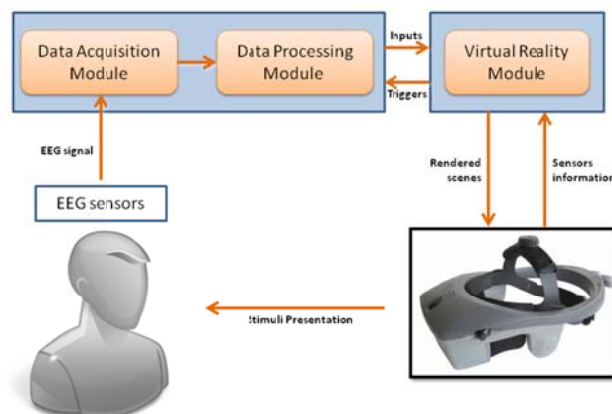 Data Acquisition
Module
Data Processing
Module
Inputs
Triggers
Virtual Reality
Module
EEG signal
Rendered
scenes
Sensors
information
EEG sensors
Stimuli Presentation